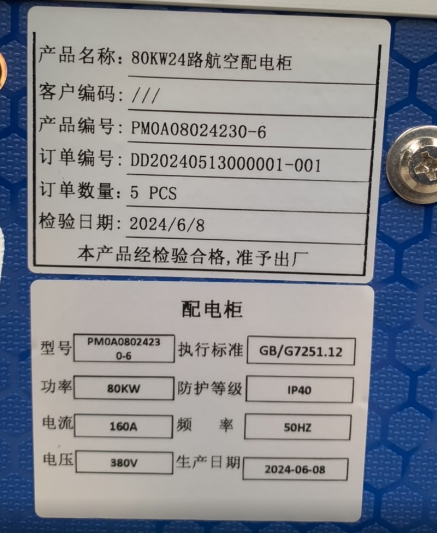 产品名称: 80KW24路航空配电柜
客户编码: ///
产品编号: PM0A08024230-6
订单编号: DD20240513000001-001
订单数量: 5 PCS
检验日期: 2024/6/8
本产品经检验合格,准予出厂
配电柜
型号 PM0A0802423 执行标准 GB/G7251.12
0-6
功率 80KW 防护等级 IP40
电流 160A 频 率 50HZ
电压 380V 生产日期 2024-06-08